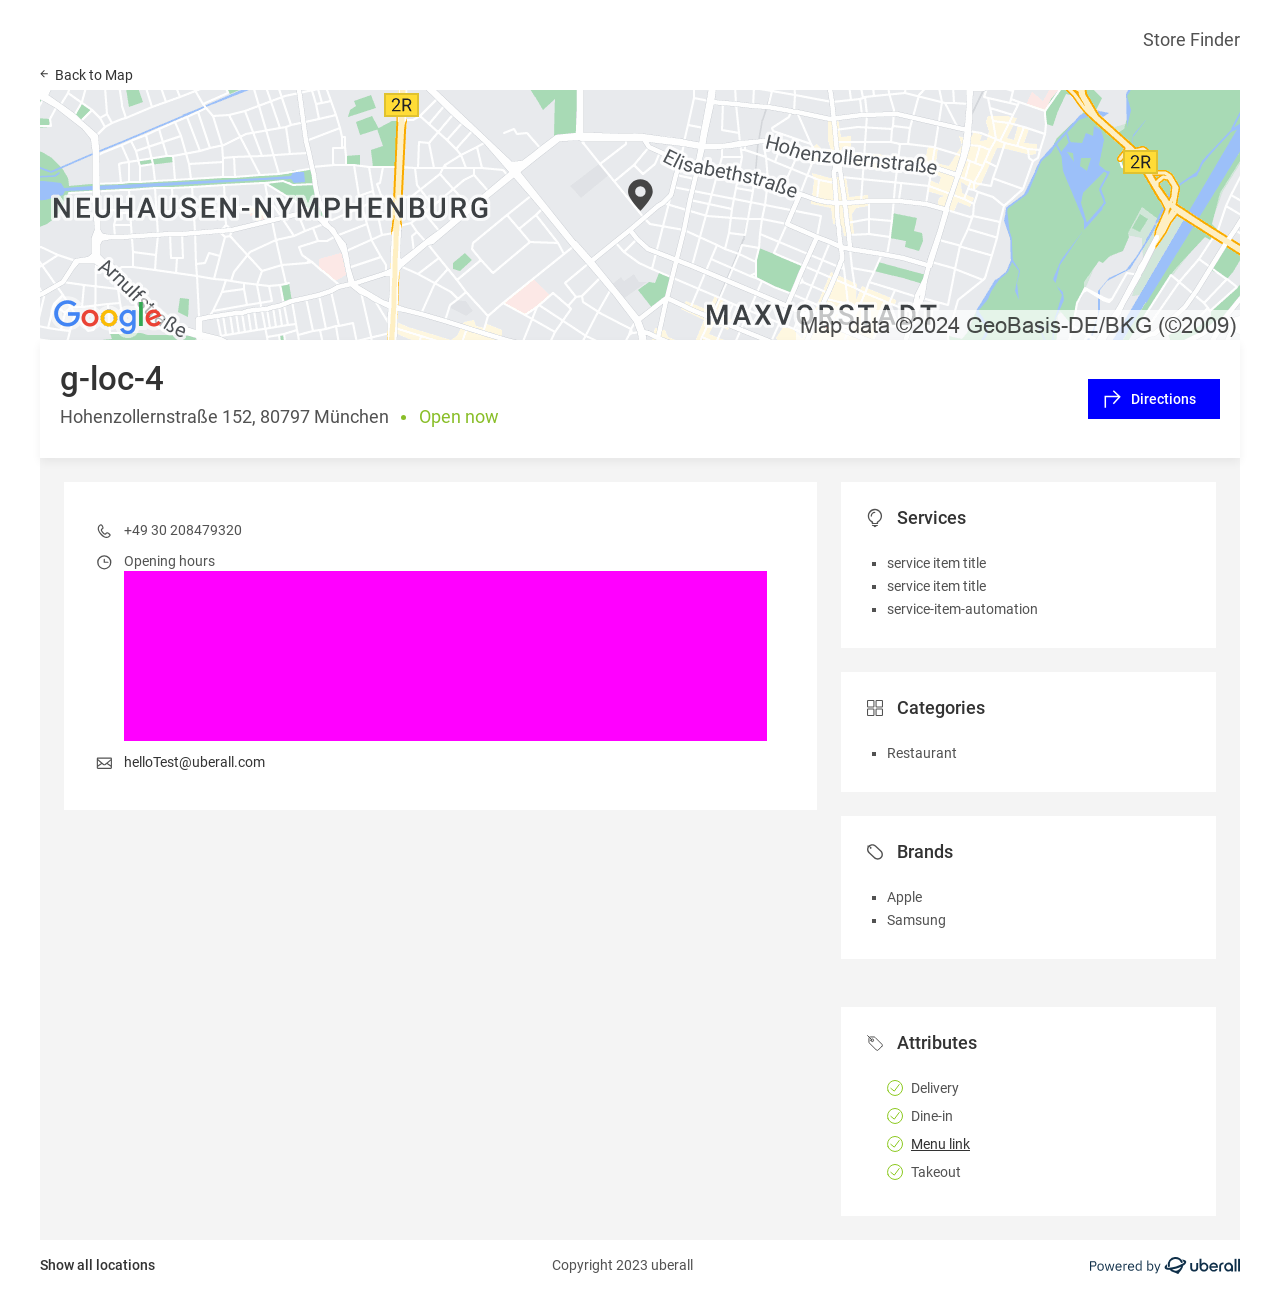 Store Finder
Back to Map
2R
2R
Hohenzollernstraße
Elisabethstraße
NEUHAUSEN-NYMPHENBURG
Arnulfstraße
Google
MAXVORSTADT
Map data ©2024 GeoBasis-DE/BKG (©2009)
g-loc-4
Hohenzollernstraße 152, 80797 München • Open now
Directions
+49 30 208479320
Opening hours
helloTest@uberall.com
Services
service item title
service item title
service-item-automation
Categories
Restaurant
Brands
Apple
Samsung
Attributes
Delivery
Dine-in
Menu link
Takeout
Show all locations
Copyright 2023 uberall
Powered by uberall